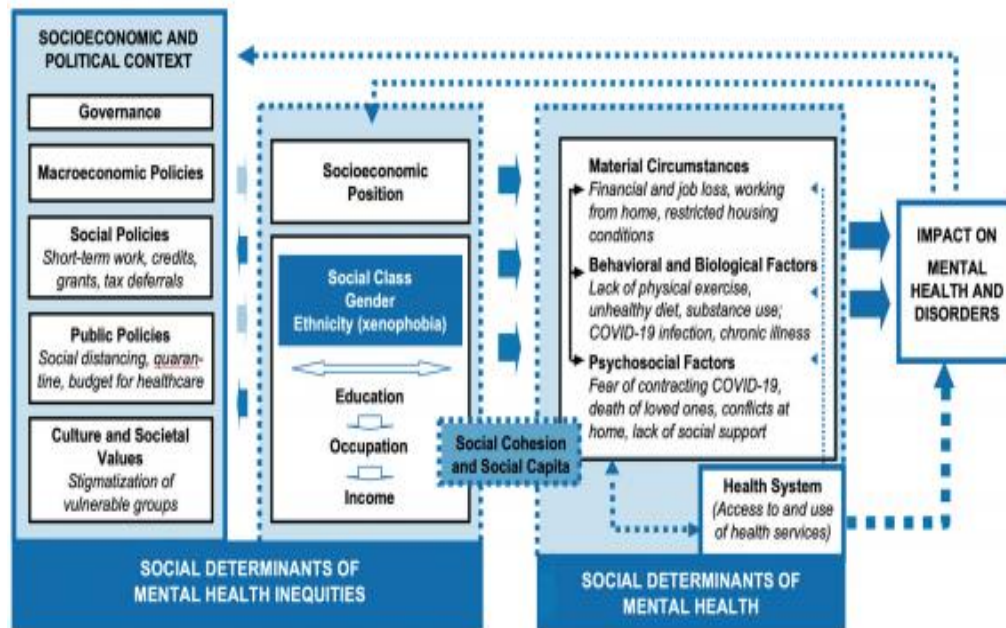 SOCIOECONOMIC AND
POLITICAL CONTEXT
Governance
Macroeconomic Policies
Social Policies
Short-term work, credits,
grants, tax deferrals
Public Policies
Social distancing, quaran-
tine, budget for healthcare
Culture and Societal
Values
Stigmatization of
vulnerable groups
Socioeconomic
Position
Social Class
Gender
Ethnicity (xenophobia)
Education
Occupation
Income
SOCIAL DETERMINANTS OF
MENTAL HEALTH INEQUITIES
Social Cohesion
and Social Capita
Material Circumstances
Financial and job loss, working
from home, restricted housing
conditions
Behavioral and Biological Factors
Lack of physical exercise,
unhealthy diet, substance use;
COVID-19 infection, chronic illness
Psychosocial Factors
Fear of contracting COVID-19,
death of loved ones, conflicts at
home, lack of social support
Health System
(Access to and use
of health services)
SOCIAL DETERMINANTS OF
MENTAL HEALTH
IMPACT ON
MENTAL
HEALTH AND
DISORDERS